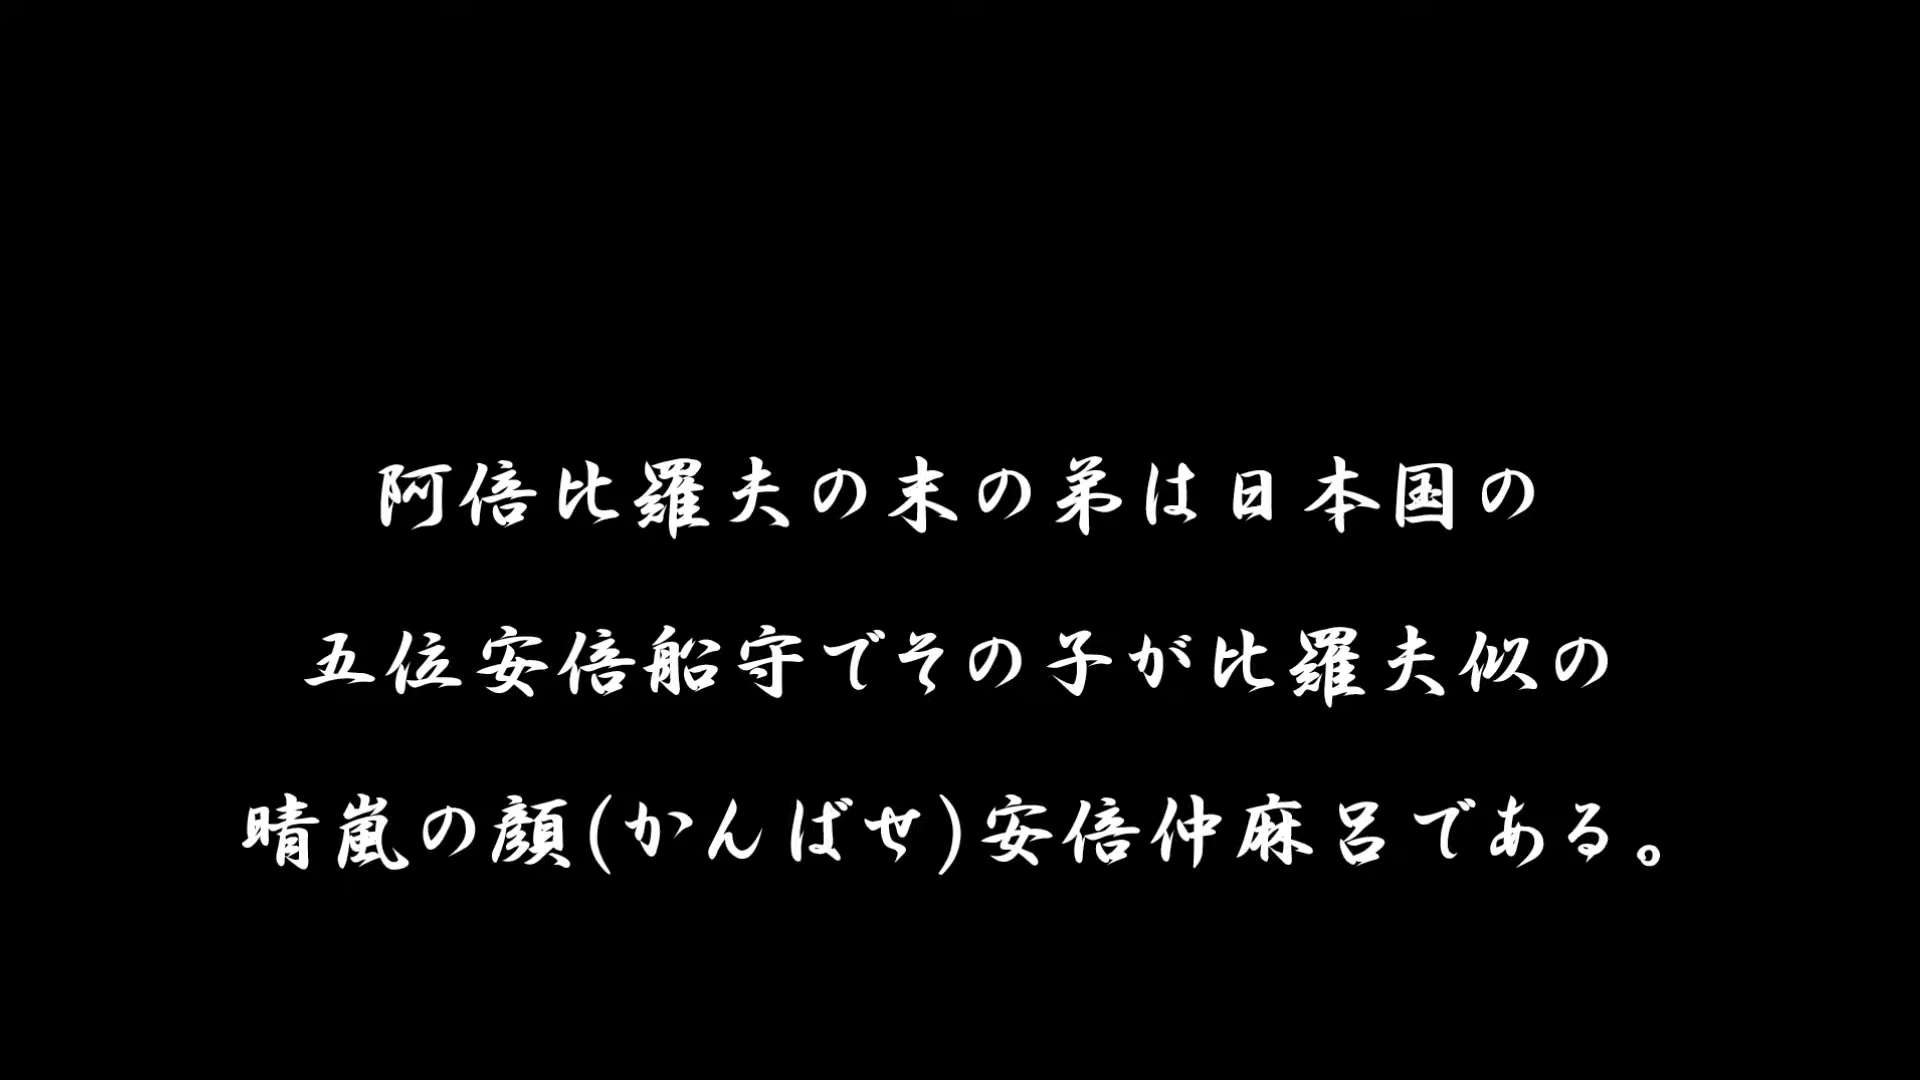 阿倍比羅夫の末の弟は日本国の
五位安倍船守でその子が比羅夫似の
晴嵐の顔(かんばせ)安倍仲麻呂である。